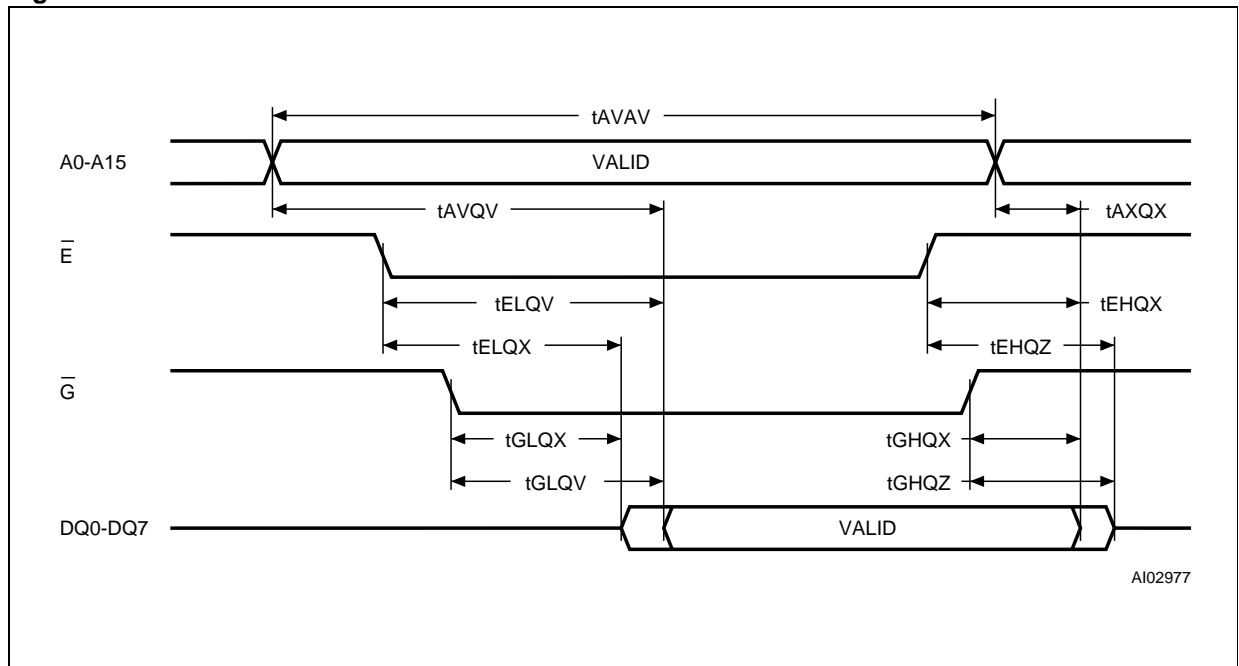 tAVAV
A0-A15
VALID
tAVQV
tAXQX
E
tELQV
tEHQX
tELQX
tEHQZ
G
tGLQX
tGHQX
tGLQV
tGHQZ
DQ0-DQ7
VALID
AI02977